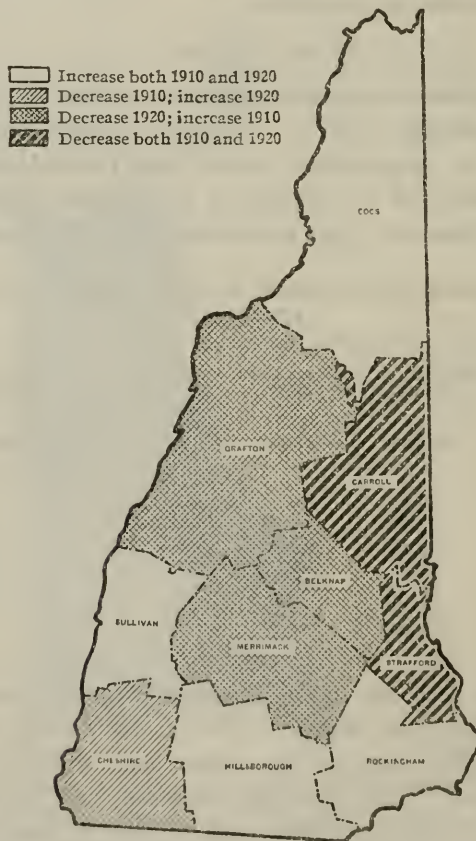 Increase both 1910 and 1920
Decrease 1910; increase 1920
Decrease 1920; increase 1910
Decrease both 1910 and 1920
COOS
GRAFTON
CARROLL
BELKNAP
SULLIVAN
MERRIMACK
STRAFFORD
CHESHIRE
HILLSBOROUGH
ROCKINGHAM